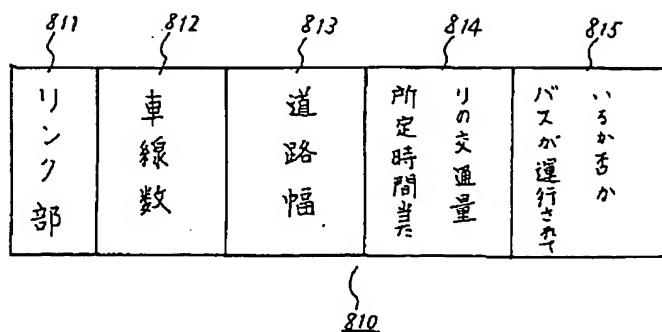 811
812
813
814
815
リンク部
車線数
道路幅
所定時間当た
りの交通量
バスが運行されて
いるか否か
810